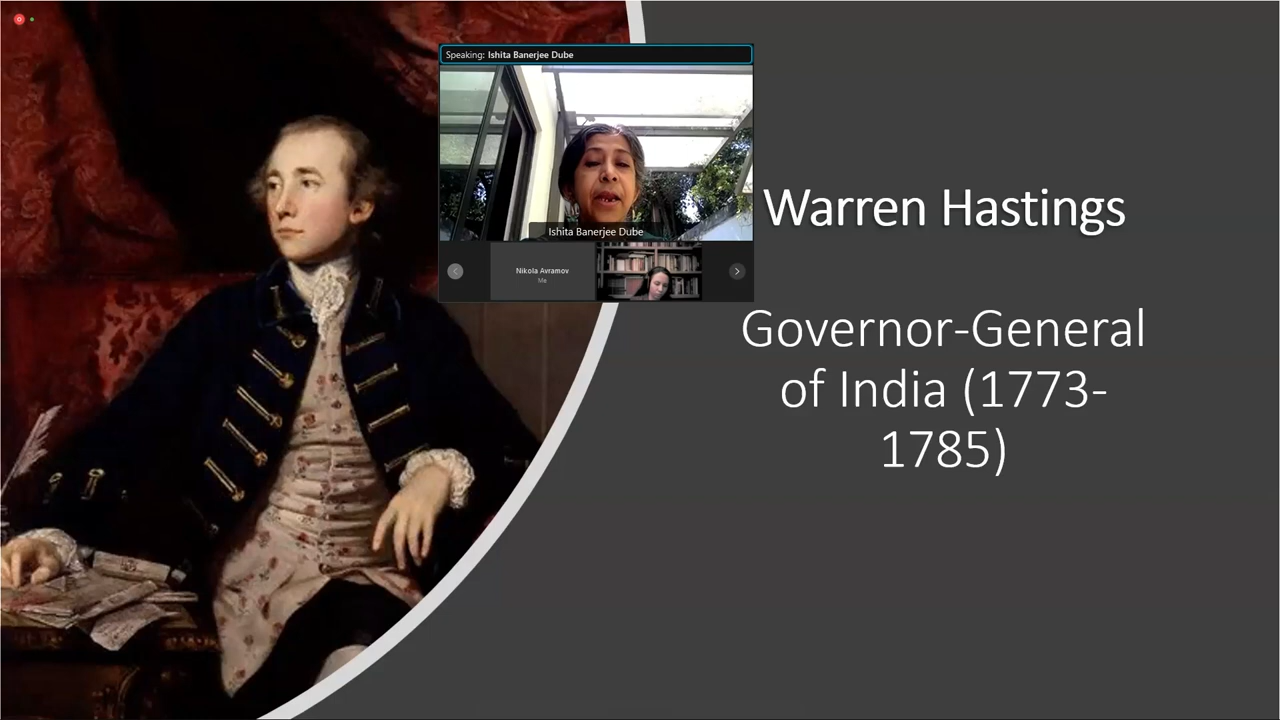 Speaking: Ishita Banerjee Dube
Ishita Banerjee Dube
Nikola Avramov
Me
Warren Hastings
Governor-General
of India (1773-
1785)